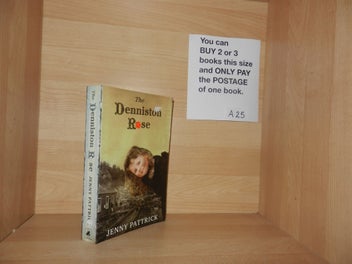 You can
BUY 2 or 3
books this size
and ONLY PAY
the POSTAGE
of one book.
A25
The
Denniston
Rose
JENNY PATTRICK
The Denniston Rose JENNY PATTRICK